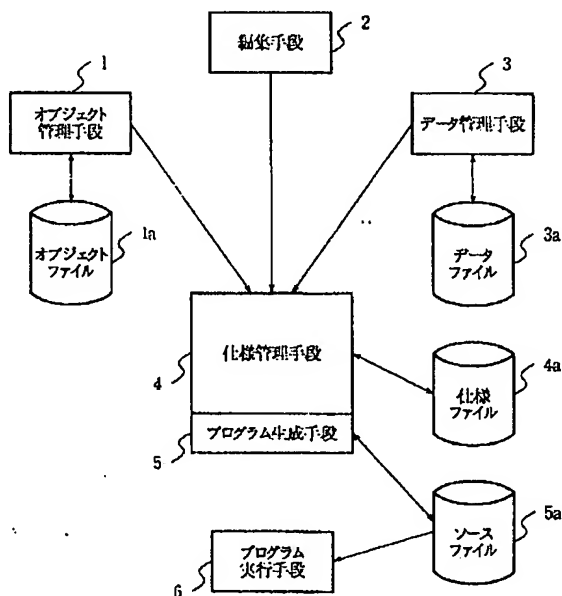 2
編集手段
1
オブジェクト
管理手段
3
データ管理手段
1a
オブジェクト
ファイル
3a
データ
ファイル
4
仕様管理手段
4a
仕様
ファイル
5
プログラム生成手段
5a
ソース
ファイル
6
プログラム
実行手段